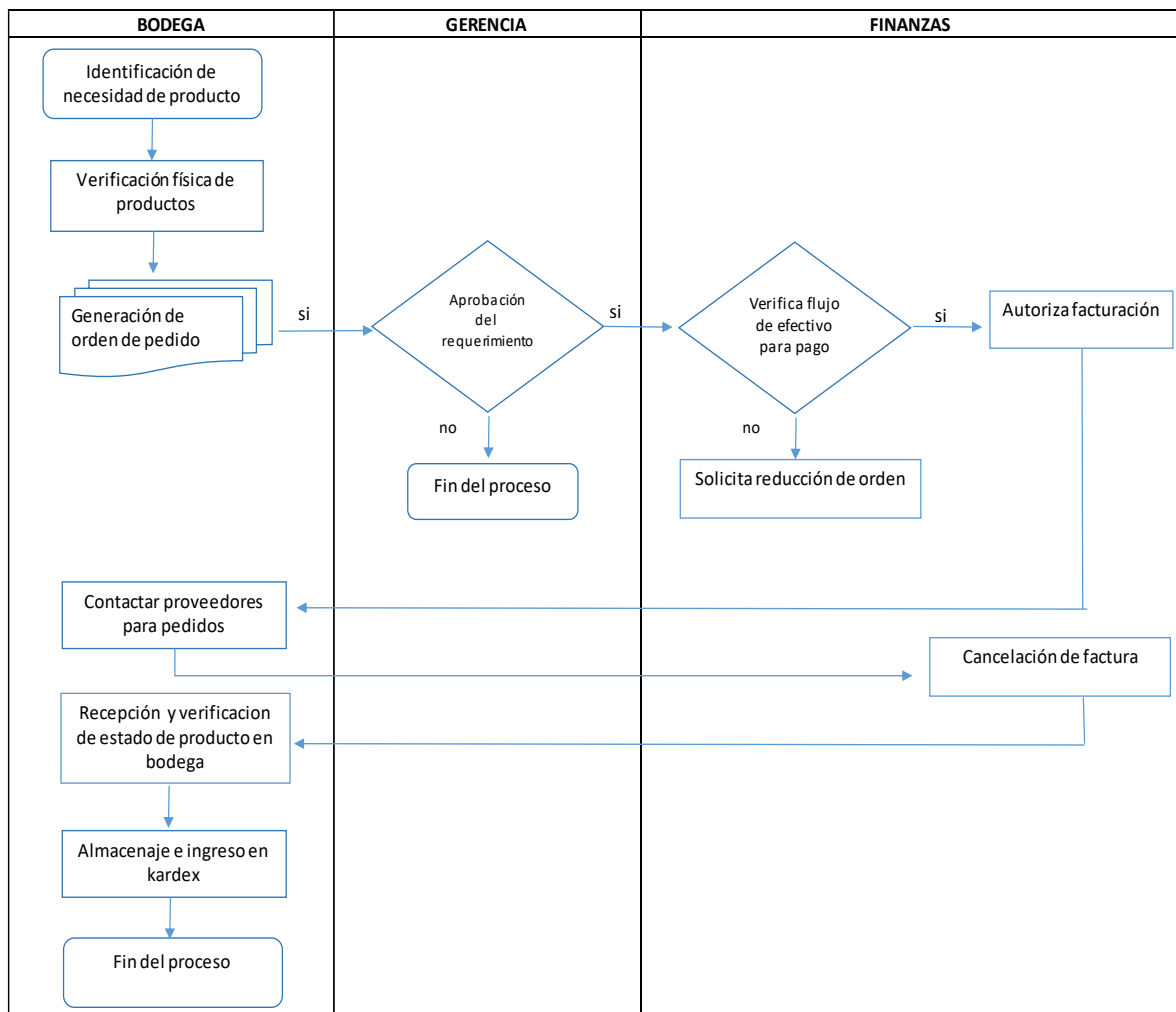 BODEGA
GERENCIA
FINANZAS
Identificación de
necesidad de producto
Verificación física de
productos
Generación de
orden de pedido
si
Aprobación
del
requerimiento
si
Verifica flujo
de efectivo
para pago
si
Autoriza facturación
no
no
Fin del proceso
Solicita reducción de orden
Contactar proveedores
para pedidos
Cancelación de factura
Recepción y verificacion
de estado de producto en
bodega
Almacenaje e ingreso en
kardex
Fin del proceso